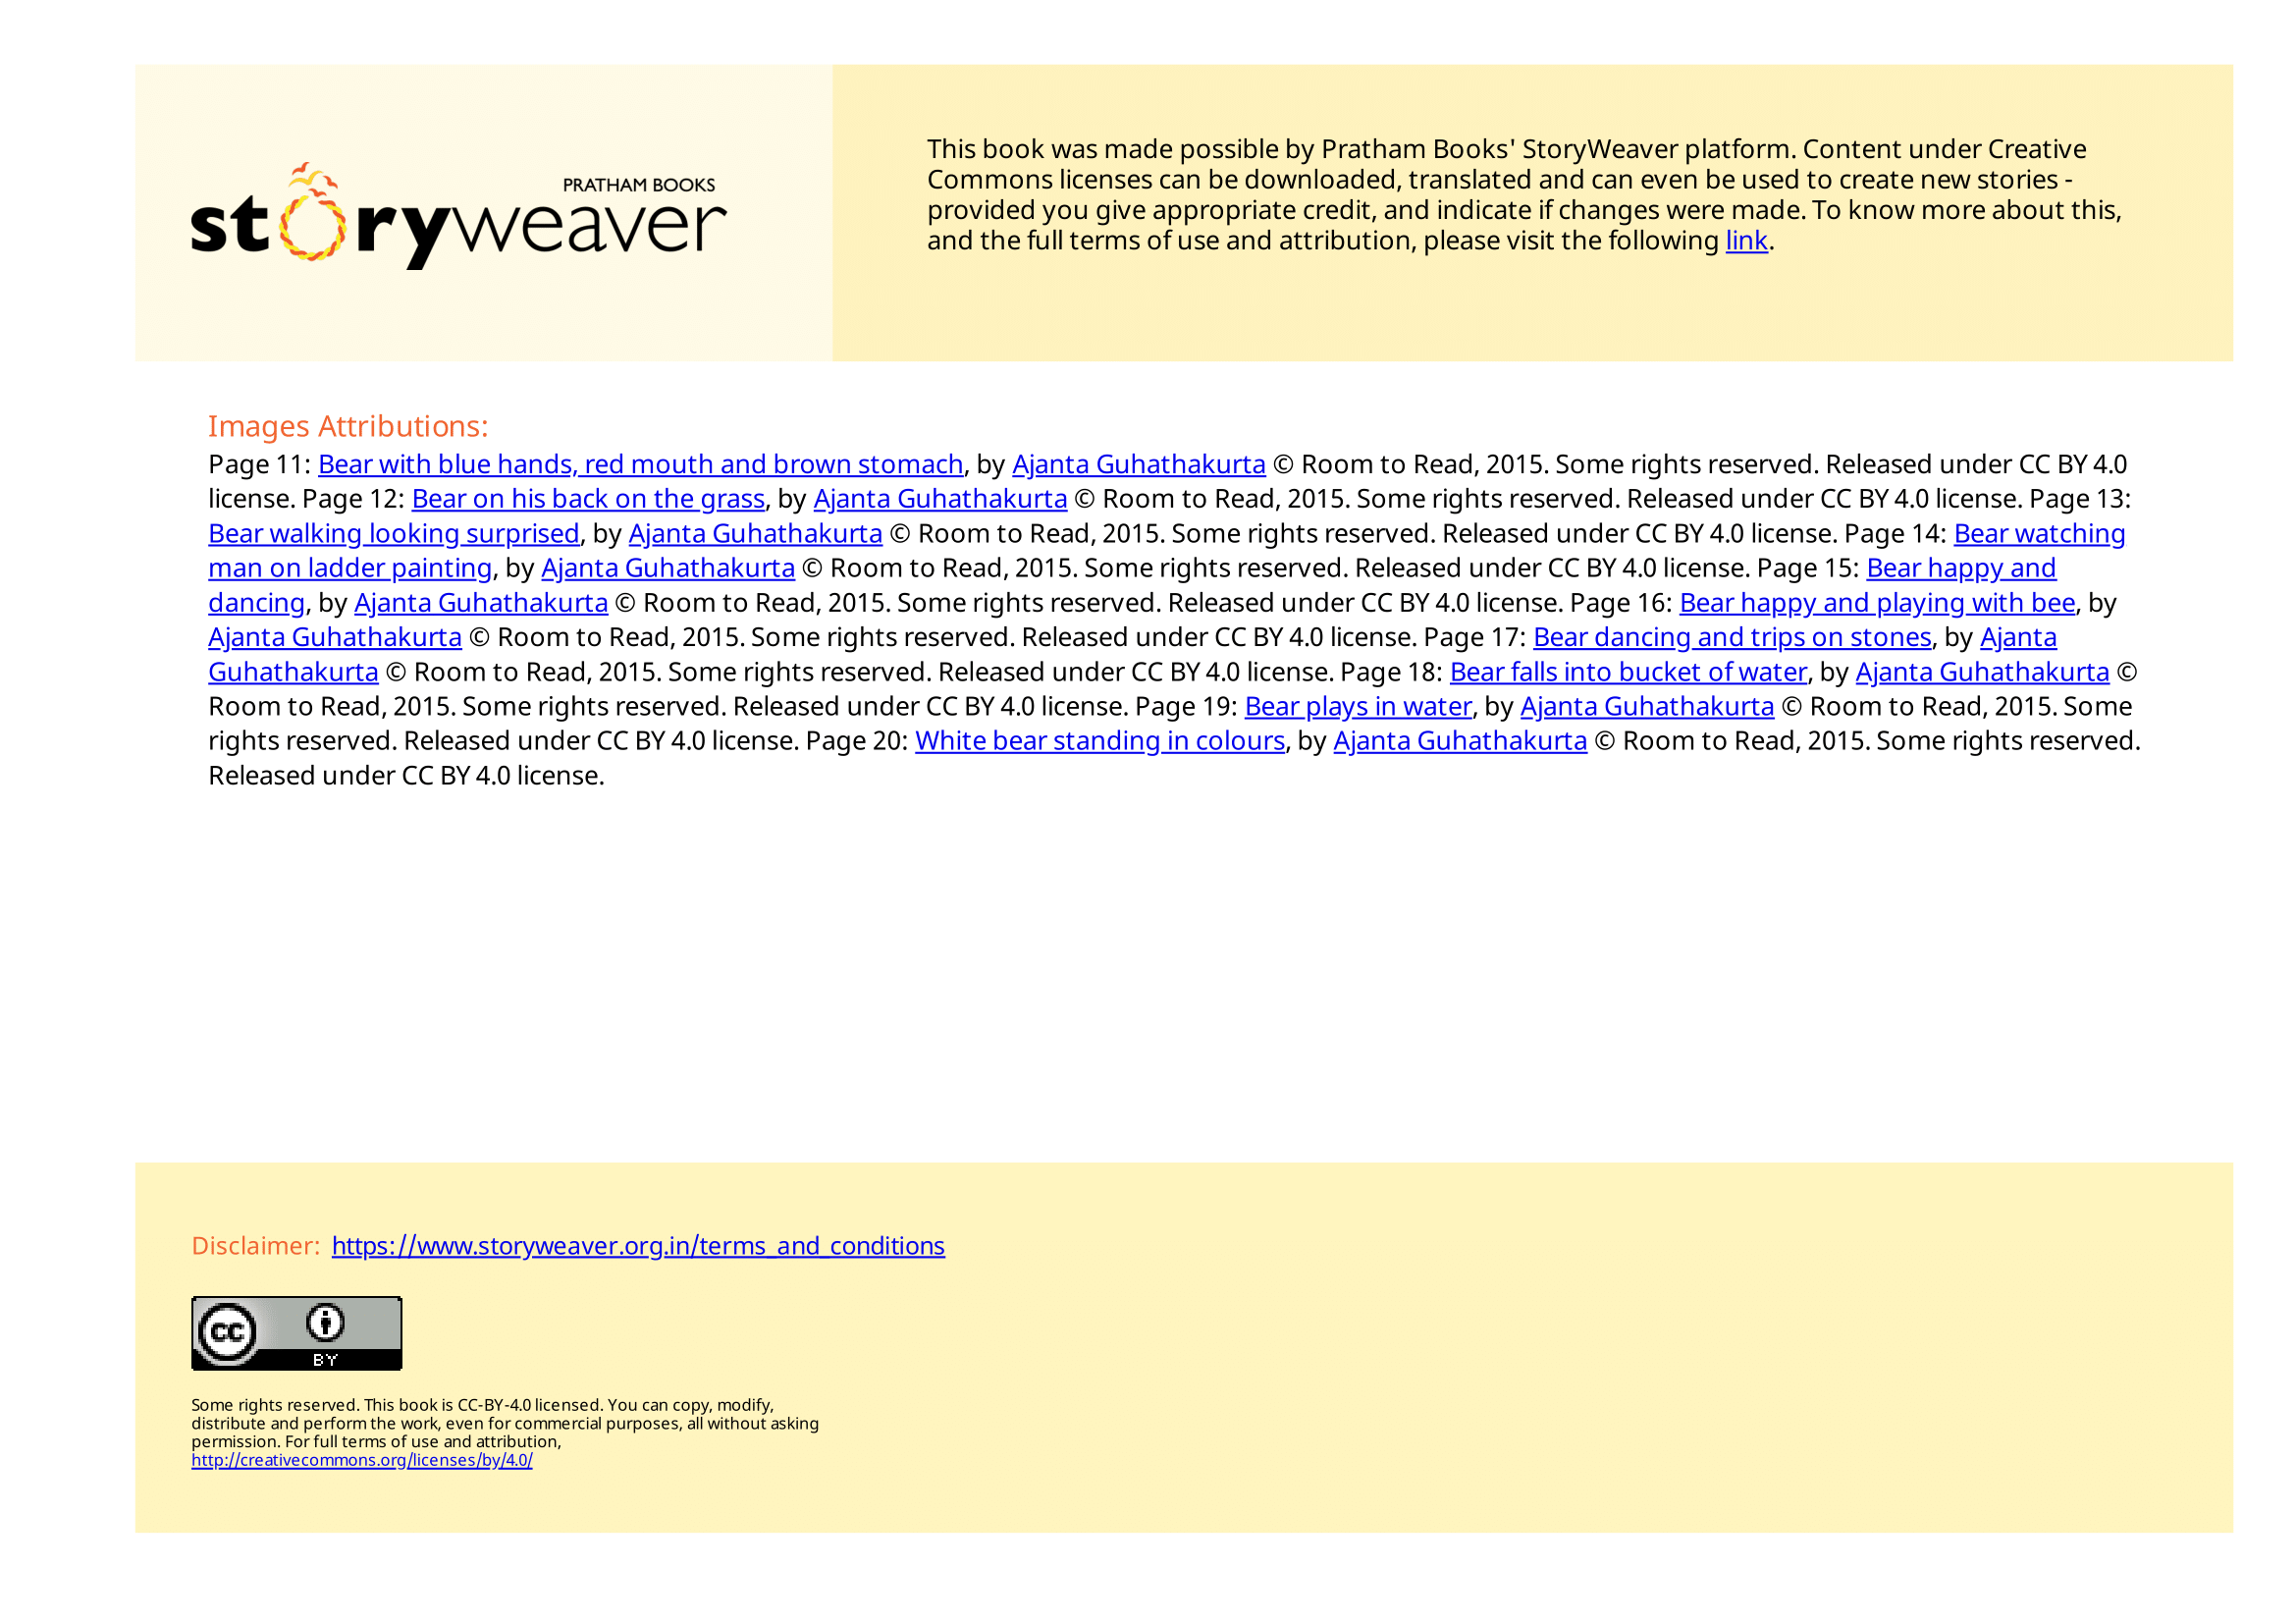 PRATHAM BOOKS
storyweaver
This book was made possible by Pratham Books' StoryWeaver platform. Content under Creative
Commons licenses can be downloaded, translated and can even be used to create new stories -
provided you give appropriate credit, and indicate if changes were made. To know more about this,
and the full terms of use and attribution, please visit the following link.
Images Attributions:
Page 11: Bear with blue hands, red mouth and brown stomach, by Ajanta Guhathakurta © Room to Read, 2015. Some rights reserved. Released under CC BY 4.0
license. Page 12: Bear on his back on the grass, by Ajanta Guhathakurta © Room to Read, 2015. Some rights reserved. Released under CC BY 4.0 license. Page 13:
Bear walking looking surprised, by Ajanta Guhathakurta © Room to Read, 2015. Some rights reserved. Released under CC BY 4.0 license. Page 14: Bear watching
man on ladder painting, by Ajanta Guhathakurta © Room to Read, 2015. Some rights reserved. Released under CC BY 4.0 license. Page 15: Bear happy and
dancing, by Ajanta Guhathakurta © Room to Read, 2015. Some rights reserved. Released under CC BY 4.0 license. Page 16: Bear happy and playing with bee, by
Ajanta Guhathakurta © Room to Read, 2015. Some rights reserved. Released under CC BY 4.0 license. Page 17: Bear dancing and trips on stones, by Ajanta
Guhathakurta © Room to Read, 2015. Some rights reserved. Released under CC BY 4.0 license. Page 18: Bear falls into bucket of water, by Ajanta Guhathakurta ©
Room to Read, 2015. Some rights reserved. Released under CC BY 4.0 license. Page 19: Bear plays in water, by Ajanta Guhathakurta © Room to Read, 2015. Some
rights reserved. Released under CC BY 4.0 license. Page 20: White bear standing in colours, by Ajanta Guhathakurta © Room to Read, 2015. Some rights reserved.
Released under CC BY 4.0 license.
Disclaimer: https://www.storyweaver.org.in/terms_and_conditions
CC
BY
Some rights reserved. This book is CC-BY-4.0 licensed. You can copy, modify,
distribute and perform the work, even for commercial purposes, all without asking
permission. For full terms of use and attribution,
http://creativecommons.org/licenses/by/4.0/